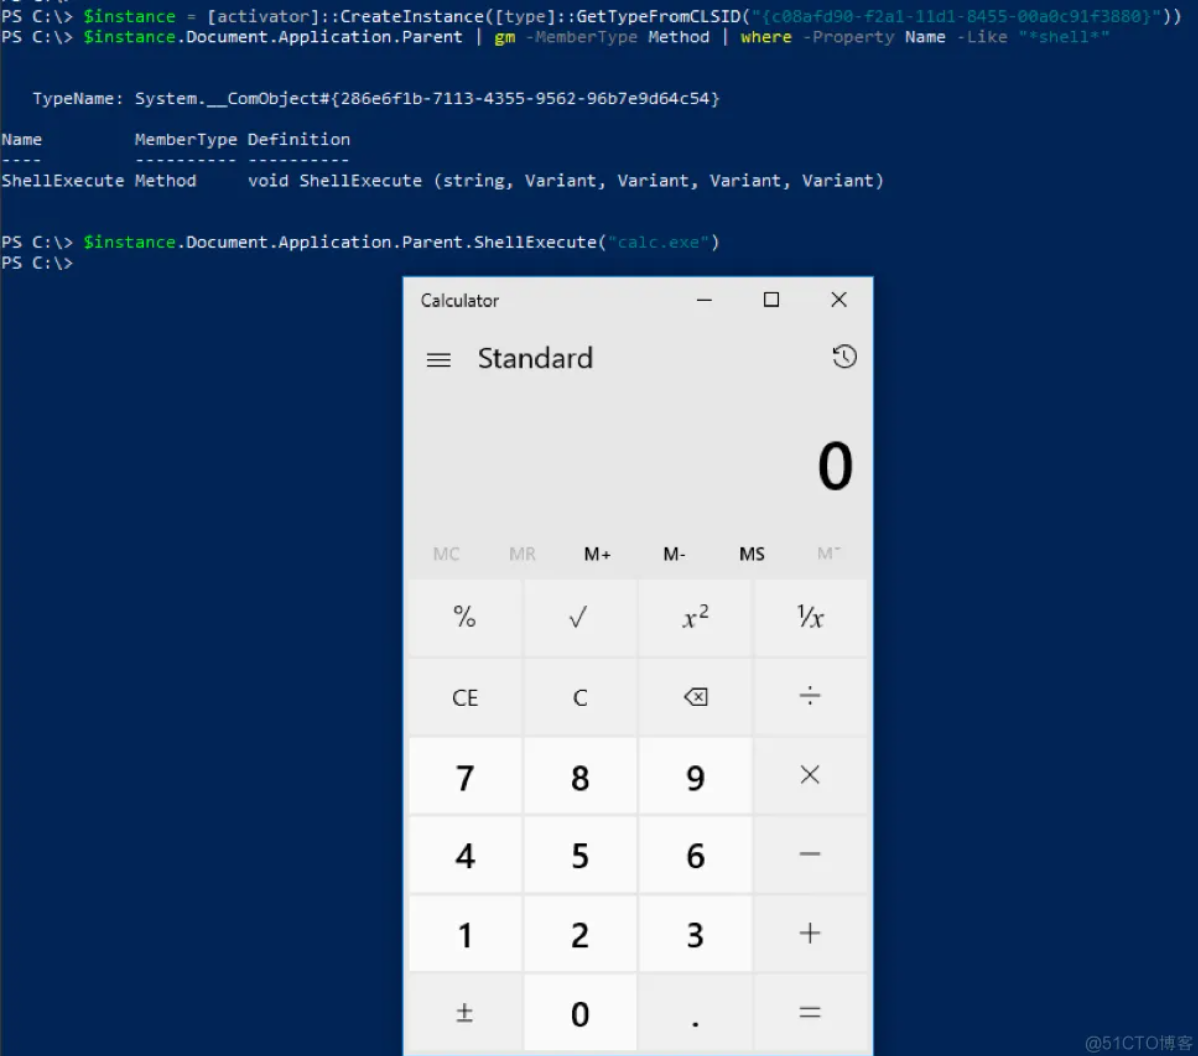 PS C:\> $instance = [activator]::CreateInstance([type]::GetTypeFromCLSID("{c08afd90-f2a1-11d1-8455-00a0c91f3880}"))
PS C:\> $instance.Document.Application.Parent | gm -MemberType Method | where -Property Name -Like "*shell*"
TypeName: System.__ComObject#{286e6f1b-7113-4355-9562-96b7e9d64c54}
Name MemberType Definition
---- ---------- ----------
ShellExecute Method void ShellExecute (string, Variant, Variant, Variant, Variant)
PS C:\> $instance.Document.Application.Parent.ShellExecute("calc.exe")
PS C:\>
Calculator
Standard
0
MC MR M+ M- MS Mˇ
% √ x² ¹/x
CE C ÷
7 8 9 ×
4 5 6 −
1 2 3 +
± 0 . =
@51CTO博客